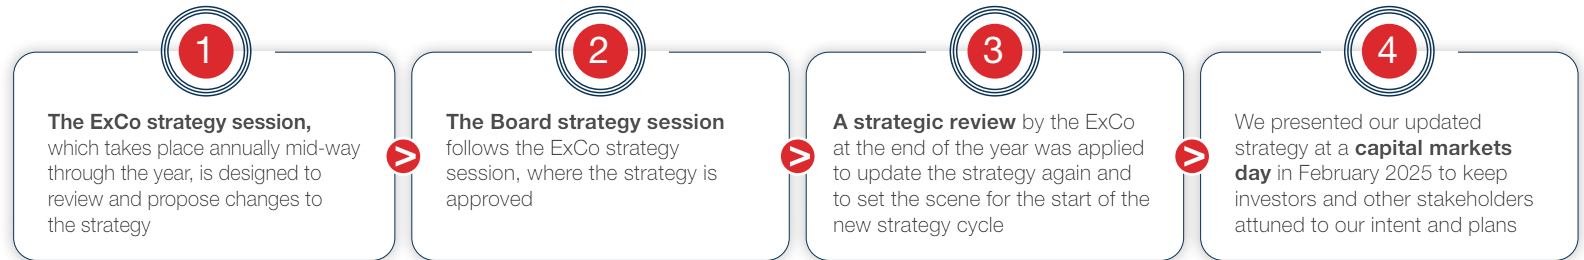 1
The ExCo strategy session,
which takes place annually mid-way
through the year, is designed to
review and propose changes to
the strategy
>
2
The Board strategy session
follows the ExCo strategy
session, where the strategy is
approved
>
3
A strategic review by the ExCo
at the end of the year was applied
to update the strategy again and
to set the scene for the start of the
new strategy cycle
>
4
We presented our updated
strategy at a capital markets
day in February 2025 to keep
investors and other stakeholders
attuned to our intent and plans